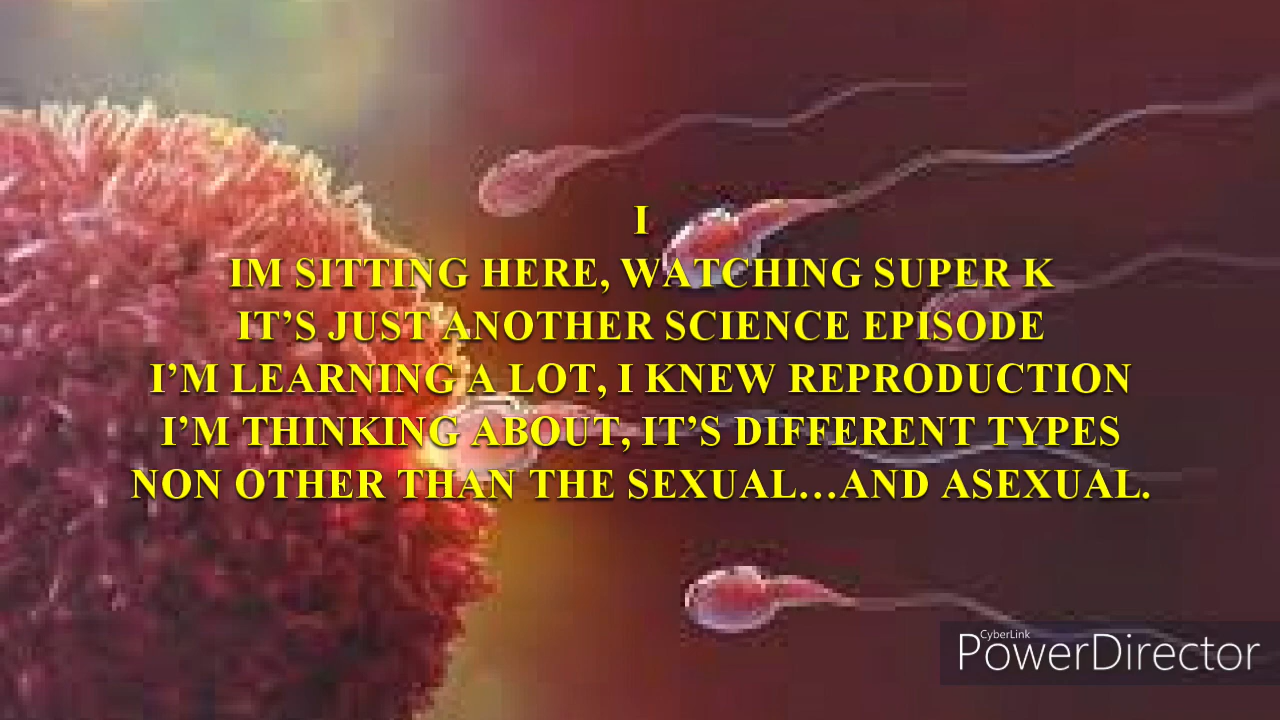 I
IM SITTING HERE, WATCHING SUPER K
IT’S JUST ANOTHER SCIENCE EPISODE
I’M LEARNING A LOT, I KNEW REPRODUCTION
I’M THINKING ABOUT, IT’S DIFFERENT TYPES
NON OTHER THAN THE SEXUAL…AND ASEXUAL.
CyberLink
PowerDirector